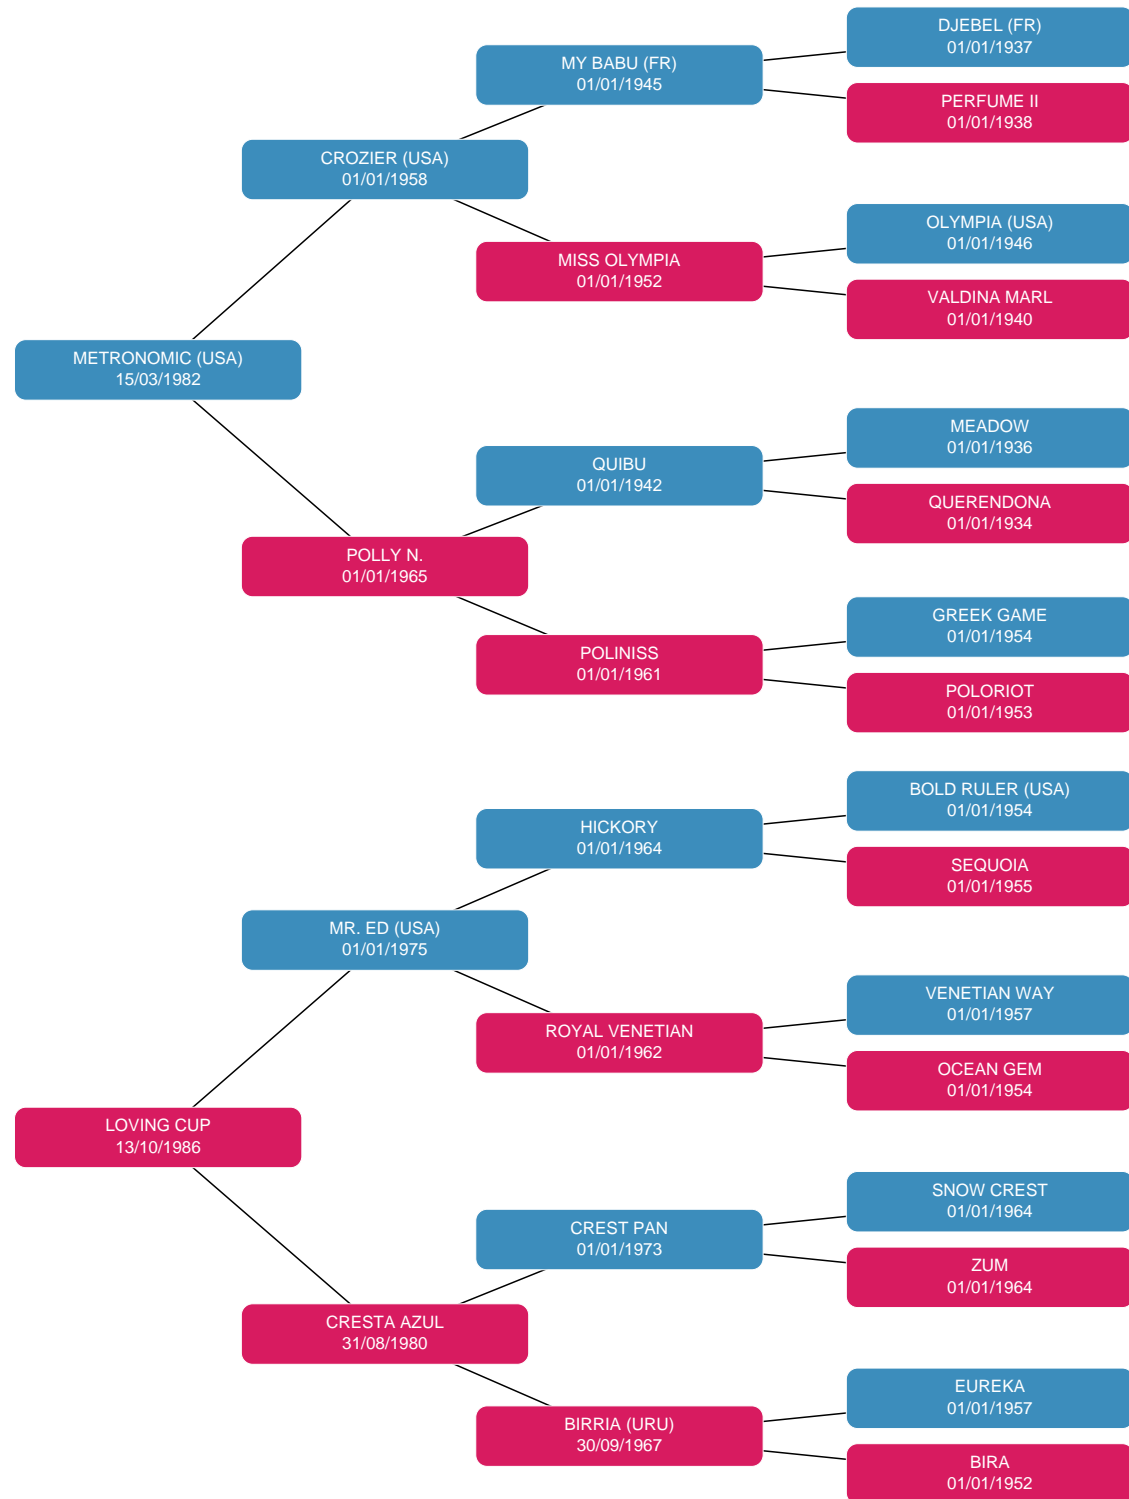 DJEBEL (FR)
01/01/1937
MY BABU (FR)
01/01/1945
PERFUME II
01/01/1938
CROZIER (USA)
01/01/1958
OLYMPIA (USA)
01/01/1946
MISS OLYMPIA
01/01/1952
VALDINA MARL
01/01/1940
METRONOMIC (USA)
15/03/1982
MEADOW
01/01/1936
QUIBU
01/01/1942
QUERENDONA
01/01/1934
POLLY N.
01/01/1965
GREEK GAME
01/01/1954
POLINISS
01/01/1961
POLORIOT
01/01/1953
BOLD RULER (USA)
01/01/1954
HICKORY
01/01/1964
SEQUOIA
01/01/1955
MR. ED (USA)
01/01/1975
VENETIAN WAY
01/01/1957
ROYAL VENETIAN
01/01/1962
OCEAN GEM
01/01/1954
LOVING CUP
13/10/1986
SNOW CREST
01/01/1964
CREST PAN
01/01/1973
ZUM
01/01/1964
CRESTA AZUL
31/08/1980
EUREKA
01/01/1957
BIRRIA (URU)
30/09/1967
BIRA
01/01/1952